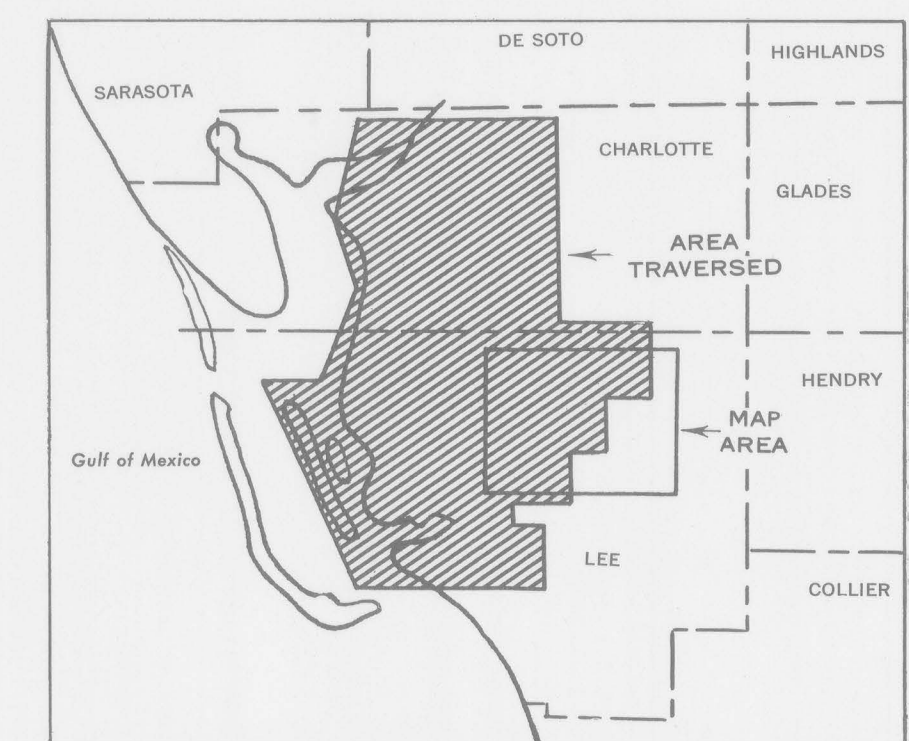 DE SOTO
HIGHLANDS
SARASOTA
CHARLOTTE
GLADES
AREA
TRAVERSED
HENDRY
MAP
AREA
Gulf of Mexico
LEE
COLLIER